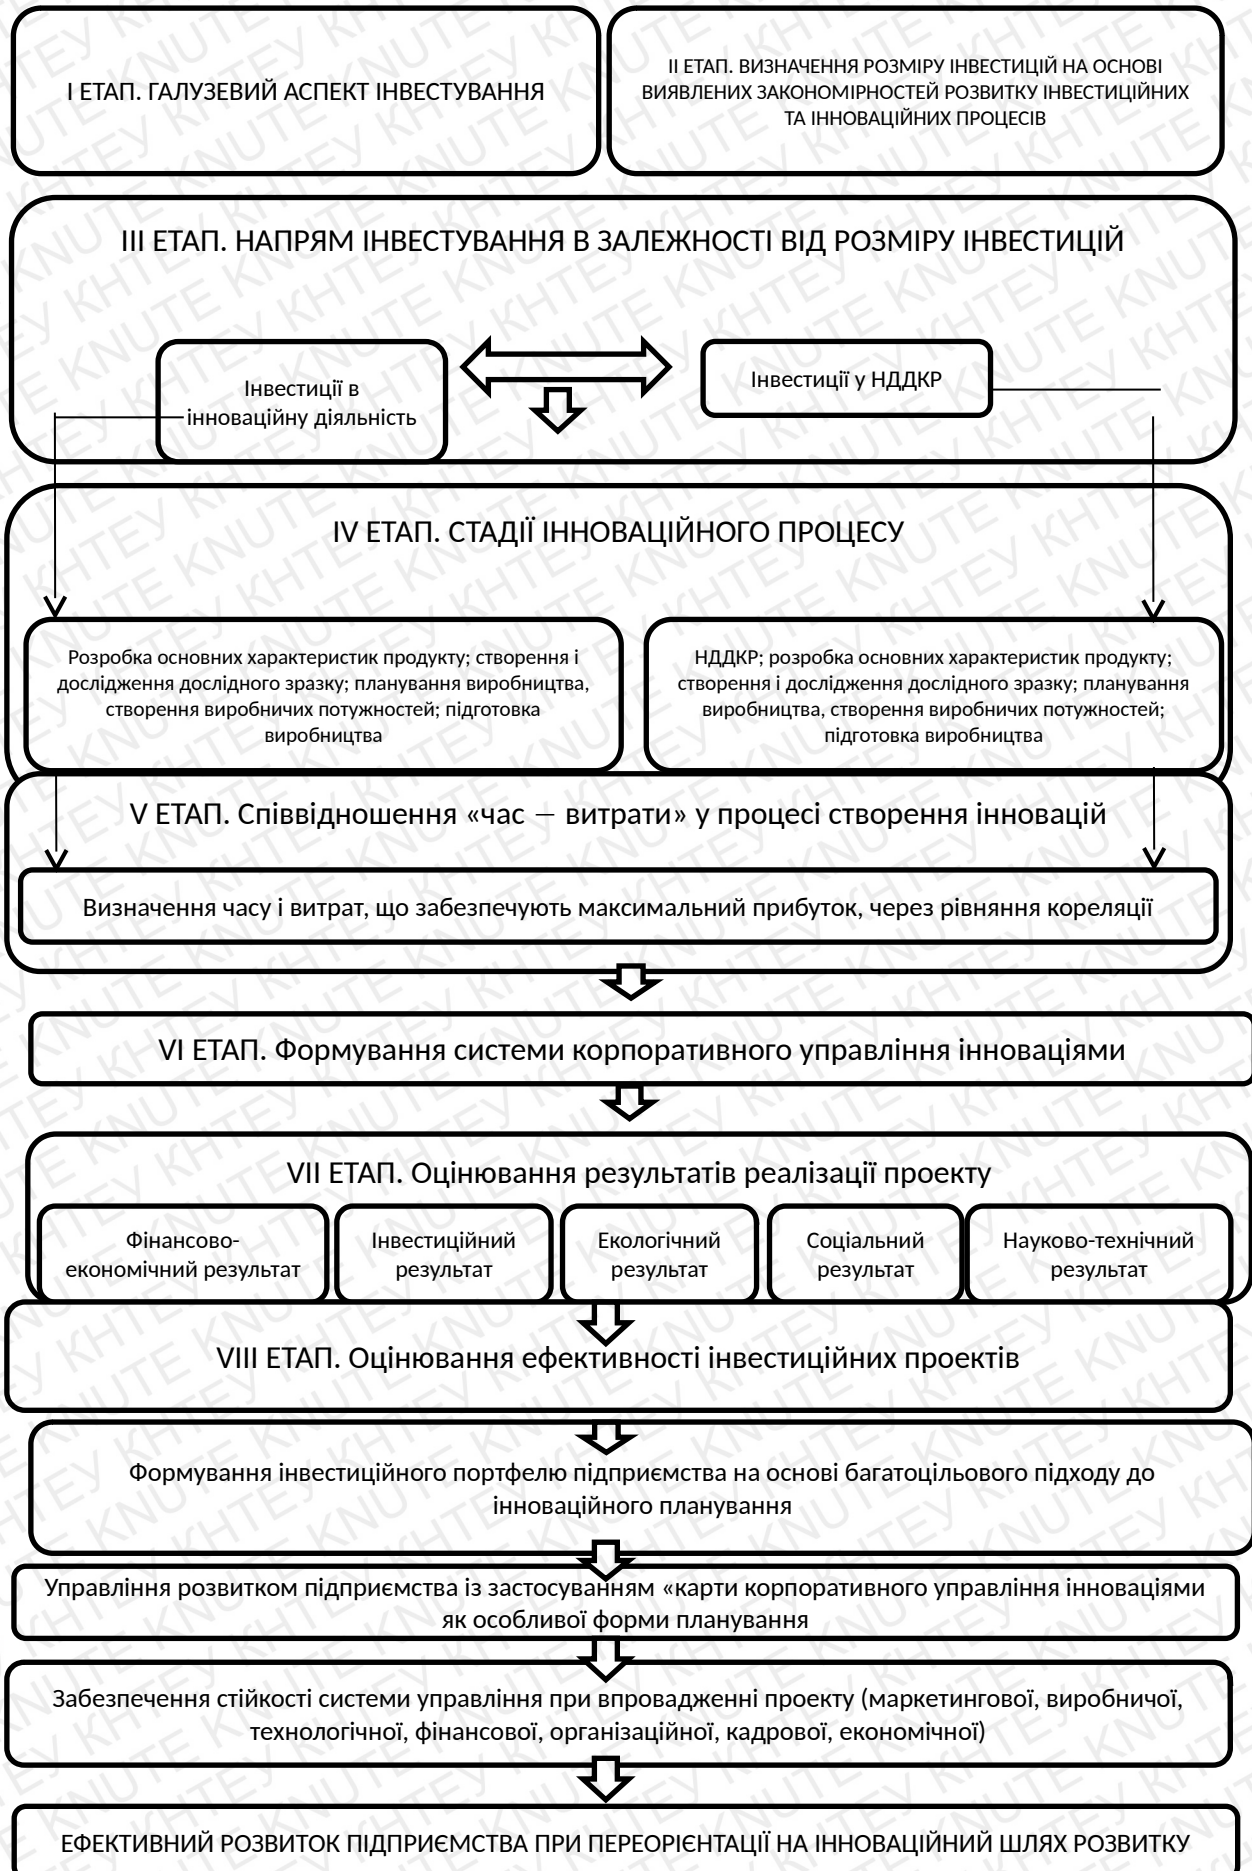 І ЕТАП. ГАЛУЗЕВИЙ АСПЕКТ ІНВЕСТУВАННЯ
ІІ ЕТАП. ВИЗНАЧЕННЯ РОЗМІРУ ІНВЕСТИЦІЙ НА ОСНОВІ
ВИЯВЛЕНИХ ЗАКОНОМІРНОСТЕЙ РОЗВИТКУ ІНВЕСТИЦІЙНИХ
ТА ІННОВАЦІЙНИХ ПРОЦЕСІВ
ІІІ ЕТАП. НАПРЯМ ІНВЕСТУВАННЯ В ЗАЛЕЖНОСТІ ВІД РОЗМІРУ ІНВЕСТИЦІЙ
Інвестиції в
інноваційну діяльність
Інвестиції у НДДКР
IV ЕТАП. СТАДІЇ ІННОВАЦІЙНОГО ПРОЦЕСУ
Розробка основних характеристик продукту; створення і
дослідження дослідного зразку; планування виробництва,
створення виробничих потужностей; підготовка
виробництва
НДДКР; розробка основних характеристик продукту;
створення і дослідження дослідного зразку; планування
виробництва, створення виробничих потужностей;
підготовка виробництва
V ЕТАП. Співвідношення «час — витрати» у процесі створення інновацій
Визначення часу і витрат, що забезпечують максимальний прибуток, через рівняння кореляції
VI ЕТАП. Формування системи корпоративного управління інноваціями
VII ЕТАП. Оцінювання результатів реалізації проекту
Фінансово-
економічний результат
Інвестиційний
результат
Екологічний
результат
Соціальний
результат
Науково-технічний
результат
VIII ЕТАП. Оцінювання ефективності інвестиційних проектів
Формування інвестиційного портфелю підприємства на основі багатоцільового підходу до
інноваційного планування
Управління розвитком підприємства із застосуванням «карти корпоративного управління інноваціями
як особливої форми планування
Забезпечення стійкості системи управління при впровадженні проекту (маркетингової, виробничої,
технологічної, фінансової, організаційної, кадрової, економічної)
ЕФЕКТИВНИЙ РОЗВИТОК ПІДПРИЄМСТВА ПРИ ПЕРЕОРІЄНТАЦІЇ НА ІННОВАЦІЙНИЙ ШЛЯХ РОЗВИТКУ